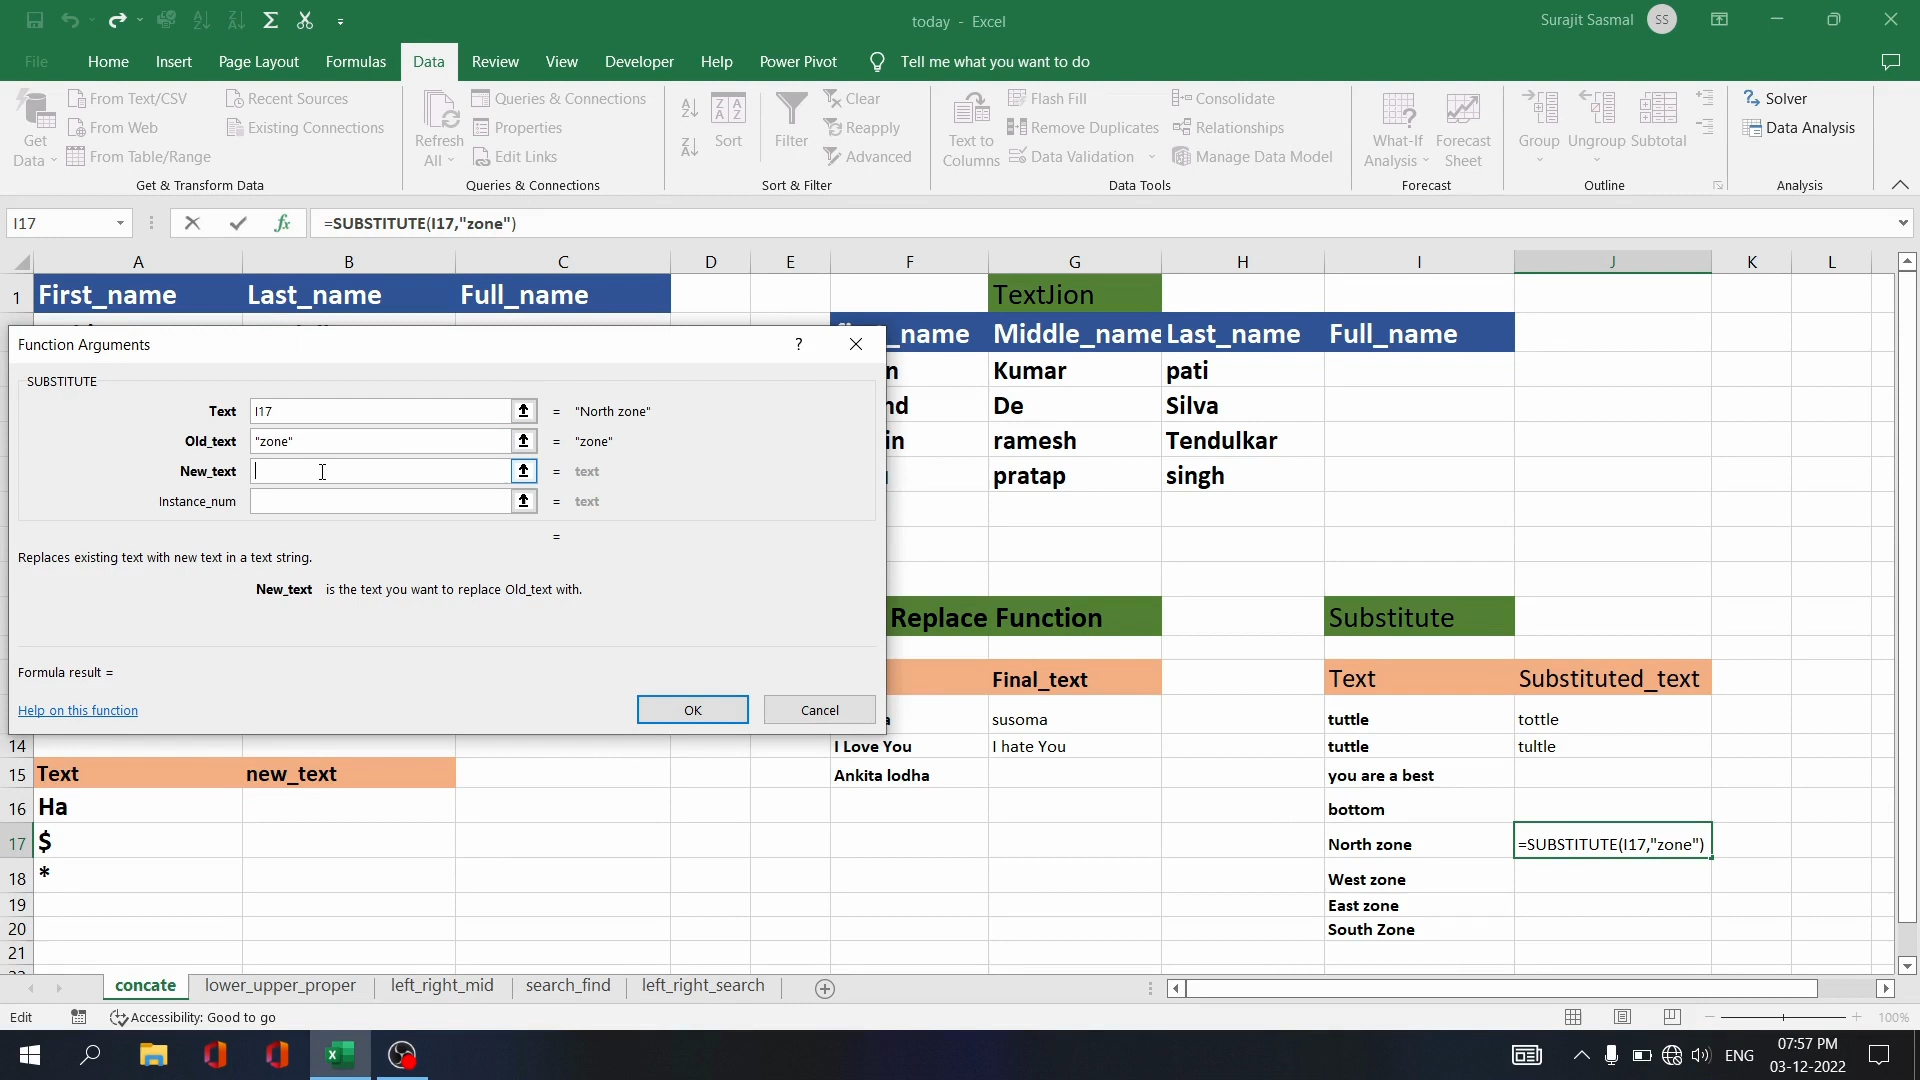 today - Excel
Surajit Sasmal SS
File Home Insert Page Layout Formulas Data Review View Developer Help Power Pivot Tell me what you want to do
Get Data
From Text/CSV
From Web
From Table/Range
Recent Sources
Existing Connections
Get & Transform Data
Refresh All
Queries & Connections
Properties
Edit Links
Queries & Connections
Sort
Filter
Clear
Reapply
Advanced
Sort & Filter
Text to Columns
Flash Fill
Remove Duplicates
Data Validation
Consolidate
Relationships
Manage Data Model
Data Tools
What-If Analysis
Forecast Sheet
Forecast
Group
Ungroup
Subtotal
Outline
Solver
Data Analysis
Analysis
I17 fx =SUBSTITUTE(I17,"zone")
A B C D E F G H I J K L
1 First_name Last_name Full_name TextJion
_name Middle_name Last_name Full_name
Kumar pati
De Silva
ramesh Tendulkar
pratap singh
Function Arguments ?
SUBSTITUTE
Text I17 = "North zone"
Old_text "zone" = "zone"
New_text = text
Instance_num = text
=
Replaces existing text with new text in a text string.
New_text is the text you want to replace Old_text with.
Formula result =
Help on this function OK Cancel
Replace Function Substitute
Final_text Text Substituted_text
susoma tuttle tottle
14 I Love You I hate You tuttle tultle
15 Text new_text Ankita lodha you are a best
16 Ha bottom
17 $ North zone =SUBSTITUTE(I17,"zone")
18 * West zone
19 East zone
20 South Zone
21
concate lower_upper_proper left_right_mid search_find left_right_search
Edit Accessibility: Good to go 100%
ENG 07:57 PM
03-12-2022